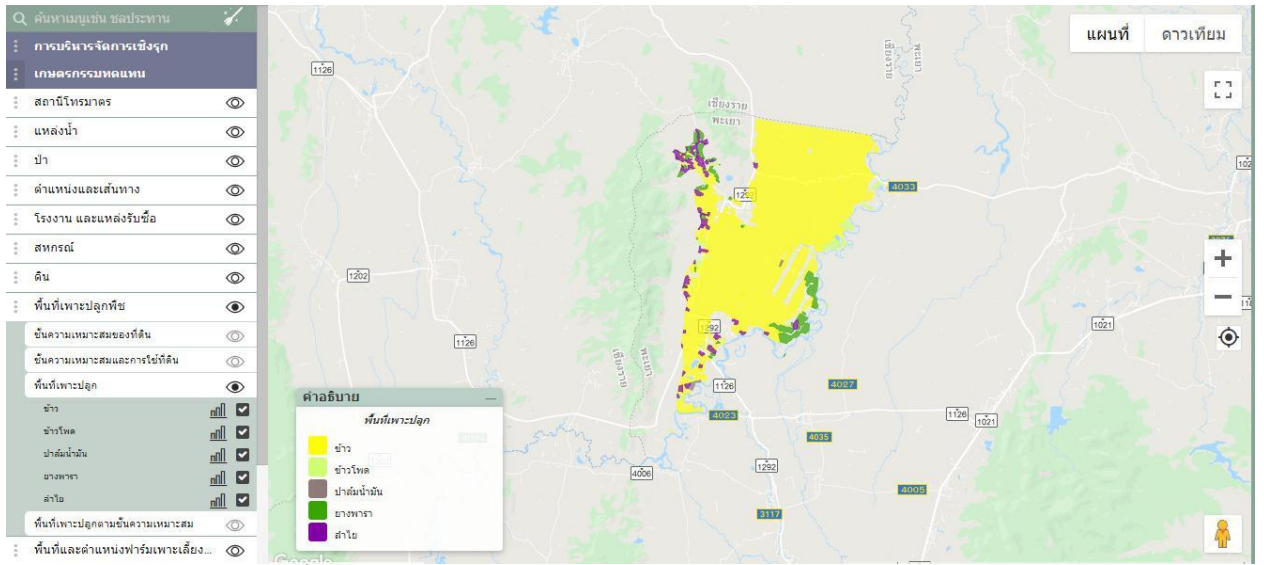 ค้นหาเมนูเช่น ชลประทาน
การบริหารจัดการเชิงรุก
เกษตรกรรมทดแทน
สถานีโทรมาตร
แหล่งน้ำ
ป่า
ตำแหน่งและเส้นทาง
โรงงาน และแหล่งรับซื้อ
สหกรณ์
ดิน
พื้นที่เพาะปลูกพืช
ชั้นความเหมาะสมของที่ดิน
ชั้นความเหมาะสมและการใช้ที่ดิน
พื้นที่เพาะปลูก
ข้าว
ข้าวโพด
ปาล์มน้ำมัน
ยางพารา
ลำไย
พื้นที่เพาะปลูกตามชั้นความเหมาะสม
พื้นที่และตำแหน่งฟาร์มเพาะเลี้ยง...
แผนที่
ดาวเทียม
1126
เชียงราย
พะเยา
เชียงราย
พะเยา
4033
1292
1202
1126
1292
1021
เชียงราย
พะเยา
1126
4027
4023
1126
1021
4035
1292
4006
4005
3117
คำอธิบาย
พื้นที่เพาะปลูก
ข้าว
ข้าวโพด
ปาล์มน้ำมัน
ยางพารา
ลำไย
Google